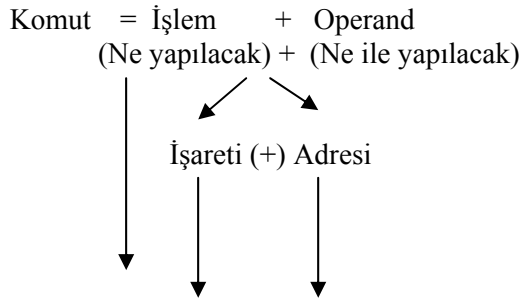 Komut = İşlem + Operand
(Ne yapılacak) + (Ne ile yapılacak)
İşareti (+) Adresi